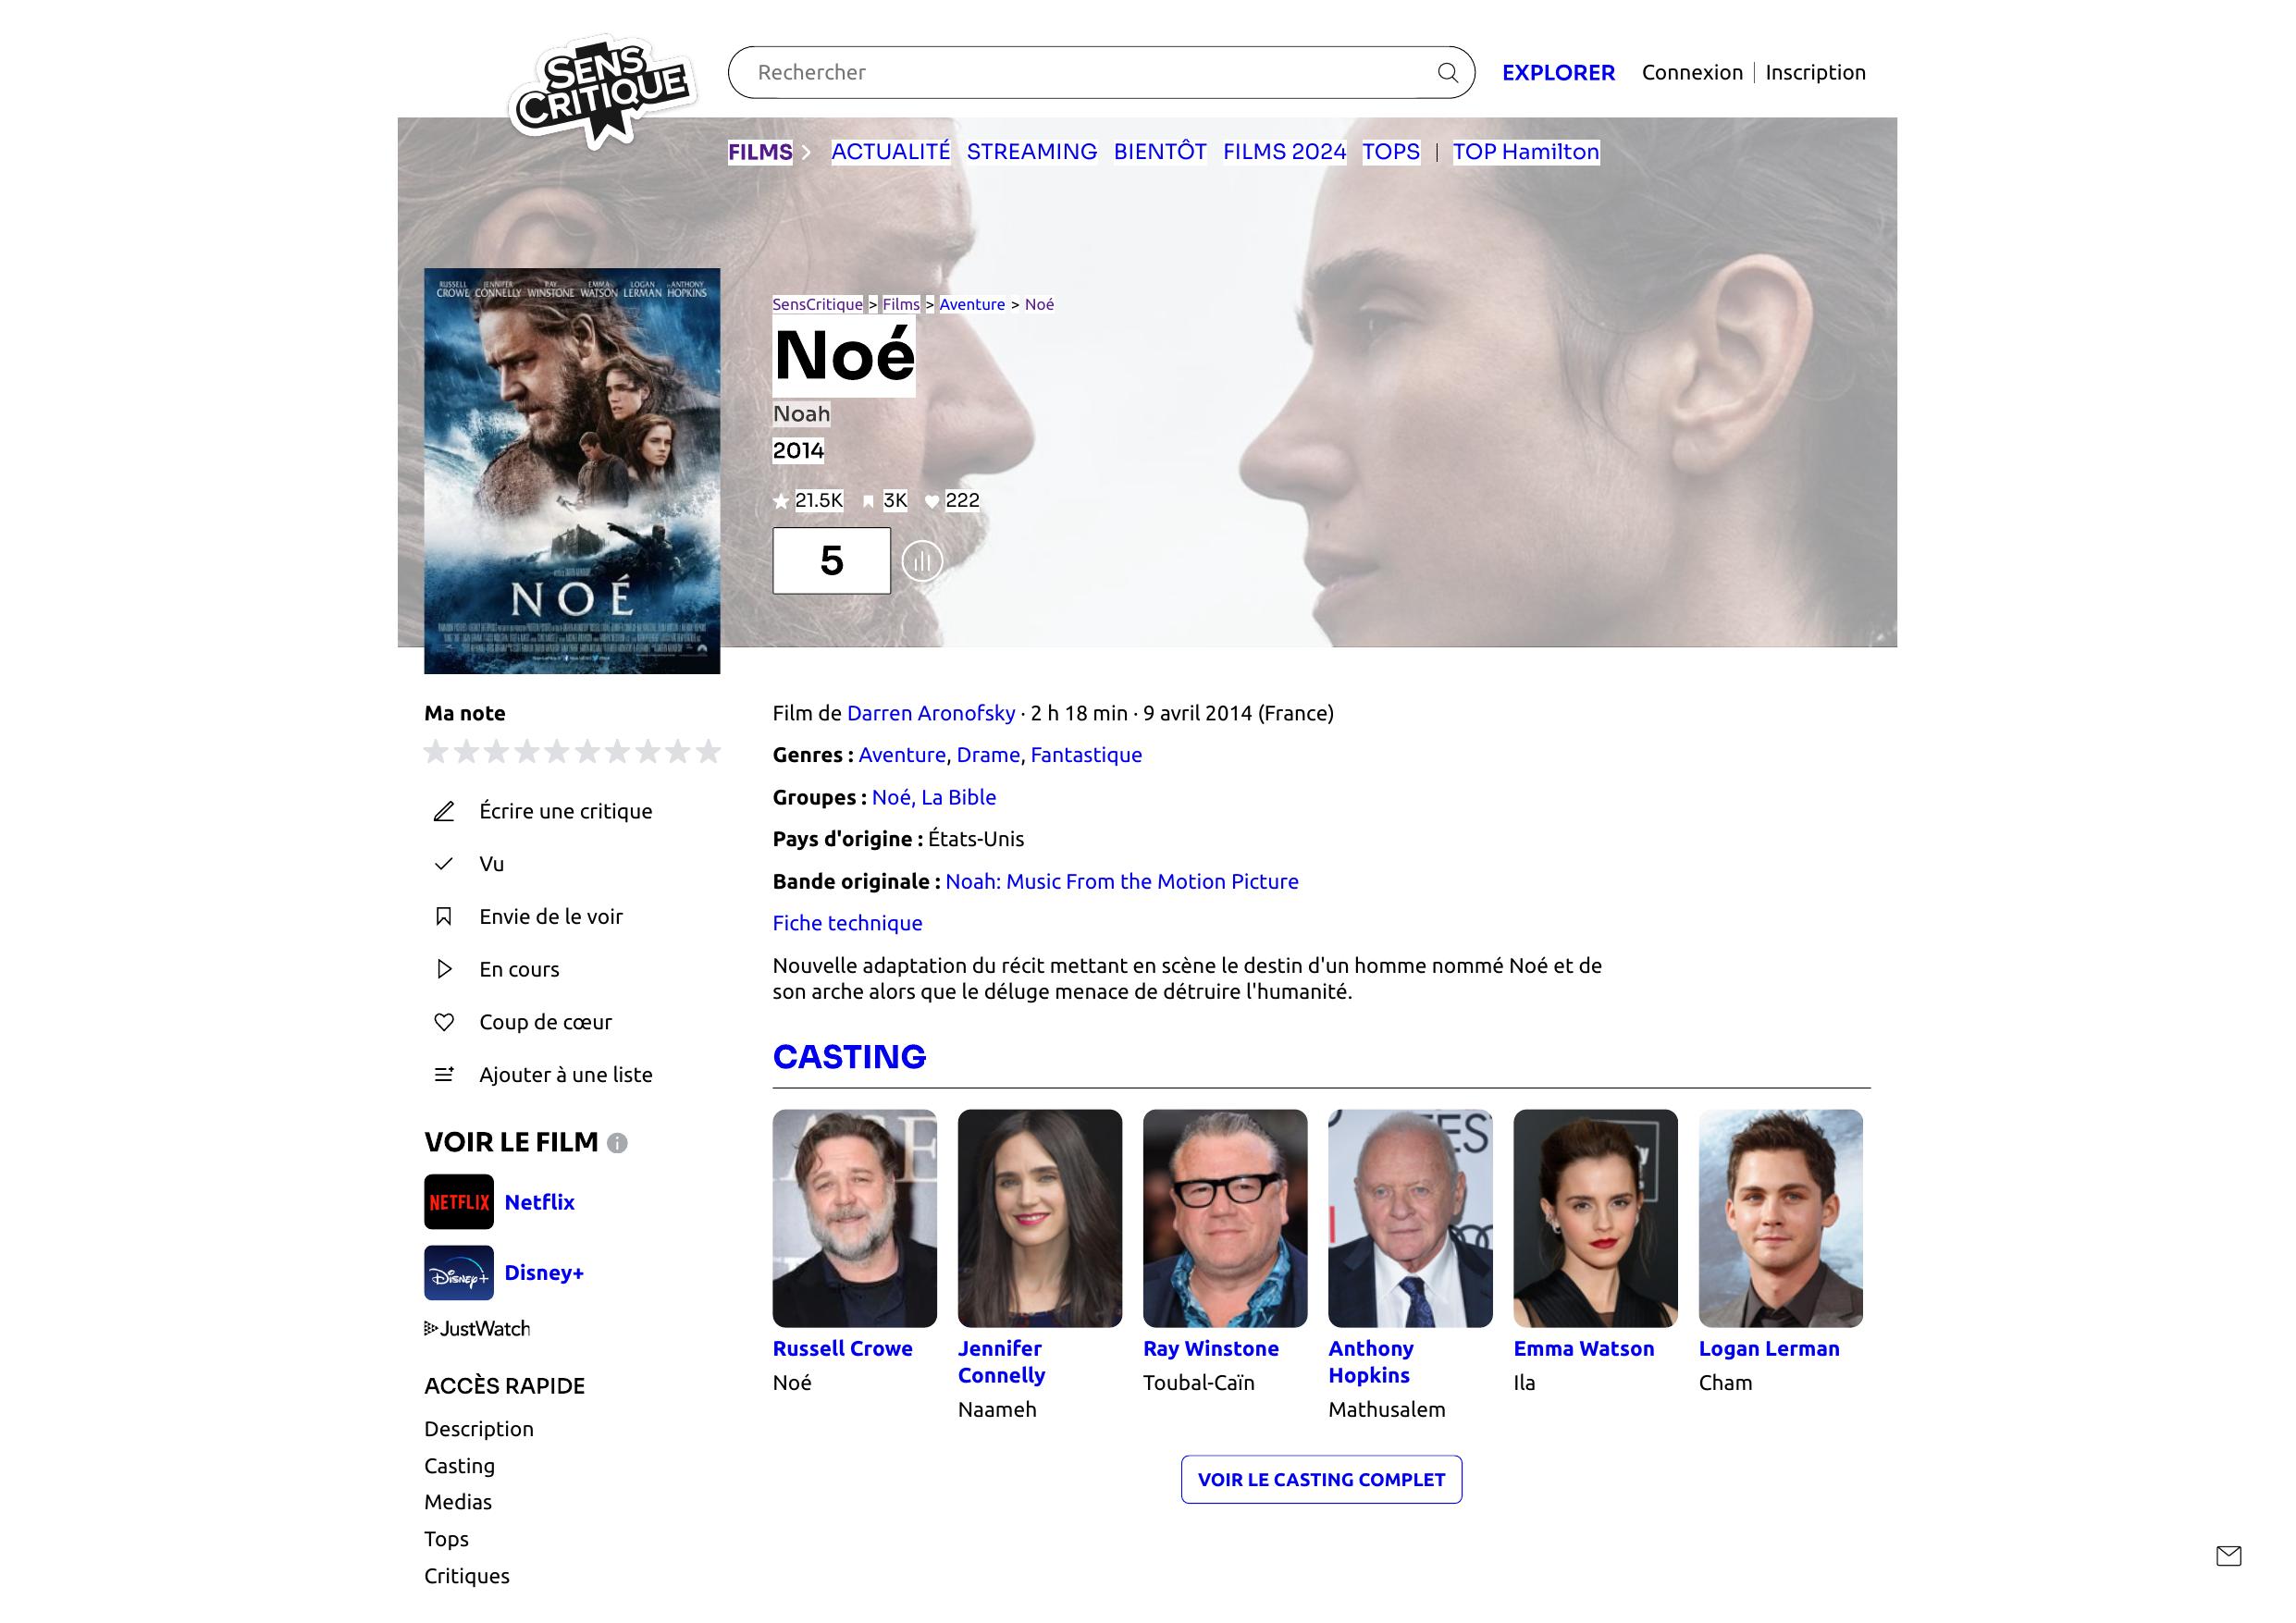 SENS
CRITIQUE
Rechercher
EXPLORER
Connexion | Inscription
FILMS > ACTUALITÉ STREAMING BIENTÔT FILMS 2024 TOPS | TOP Hamilton
RUSSELL CROWE JENNIFER CONNELLY RAY WINSTONE EMMA WATSON LOGAN LERMAN ANTHONY HOPKINS
NOÉ
SensCritique > Films > Aventure > Noé
Noé
Noah
2014
21.5K 3K 222
5
Ma note
Écrire une critique
Vu
Envie de le voir
En cours
Coup de cœur
Ajouter à une liste
VOIR LE FILM
NETFLIX Netflix
Disney+ Disney+
JustWatch
ACCÈS RAPIDE
Description
Casting
Medias
Tops
Critiques
Film de Darren Aronofsky · 2 h 18 min · 9 avril 2014 (France)
Genres : Aventure, Drame, Fantastique
Groupes : Noé, La Bible
Pays d'origine : États-Unis
Bande originale : Noah: Music From the Motion Picture
Fiche technique
Nouvelle adaptation du récit mettant en scène le destin d'un homme nommé Noé et de
son arche alors que le déluge menace de détruire l'humanité.
CASTING
Russell Crowe
Noé
Jennifer
Connelly
Naameh
Ray Winstone
Toubal-Caïn
Anthony
Hopkins
Mathusalem
Emma Watson
Ila
Logan Lerman
Cham
VOIR LE CASTING COMPLET